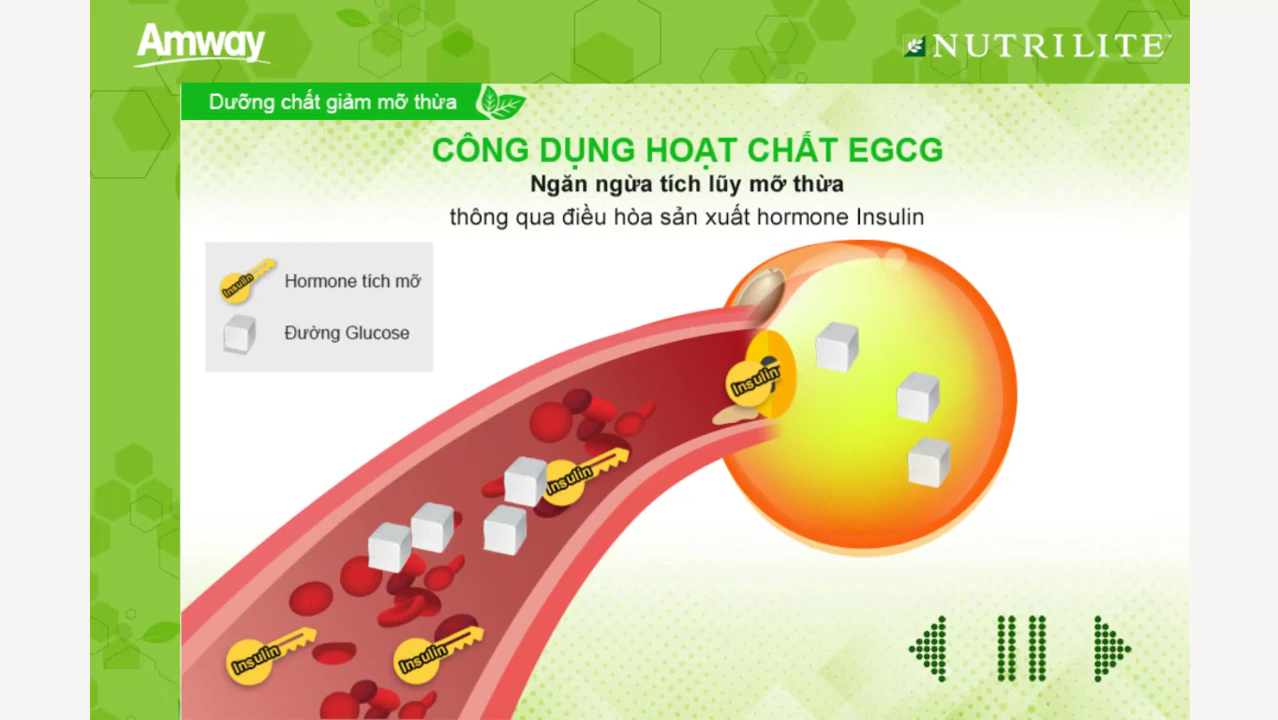 Amway
NUTRILITE™
Dưỡng chất giảm mỡ thừa
CÔNG DỤNG HOẠT CHẤT EGCG
Ngăn ngừa tích lũy mỡ thừa
thông qua điều hòa sản xuất hormone Insulin
Insulin Hormone tích mỡ
Đường Glucose
Insulin
Insulin
Insulin
Insulin